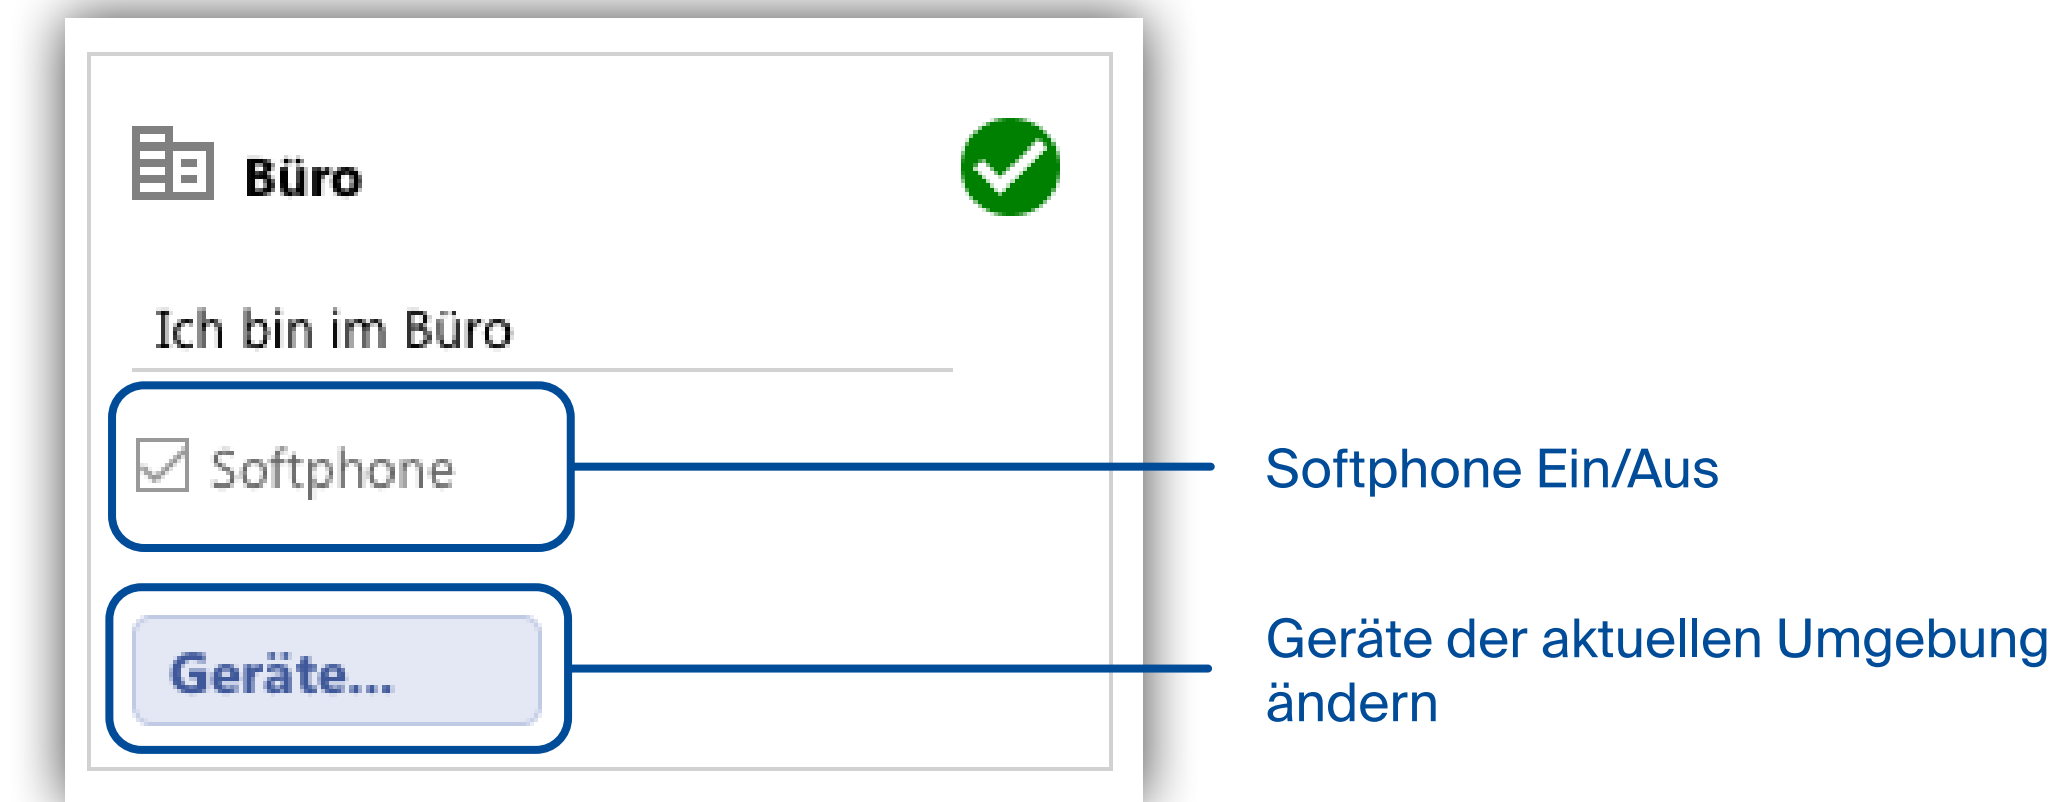 Büro
Ich bin im Büro
Softphone
Softphone Ein/Aus
Geräte...
Geräte der aktuellen Umgebung
ändern